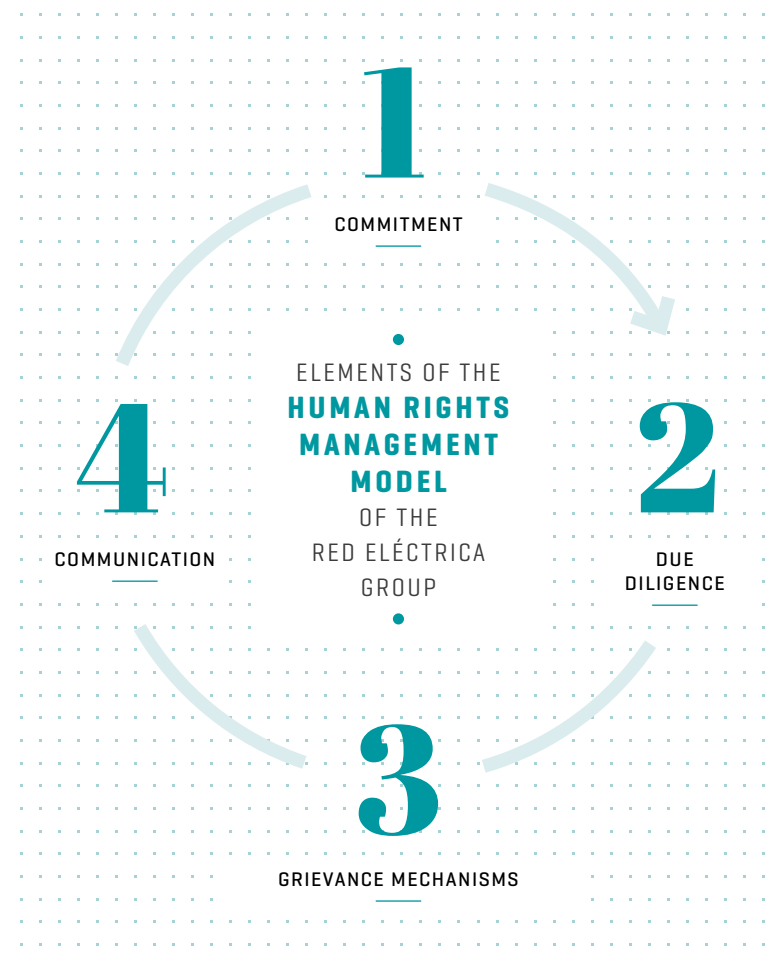 1
COMMITMENT
ELEMENTS OF THE
HUMAN RIGHTS
MANAGEMENT
MODEL
OF THE
RED ELÉCTRICA
GROUP
2
DUE
DILIGENCE
3
GRIEVANCE MECHANISMS
4
COMMUNICATION